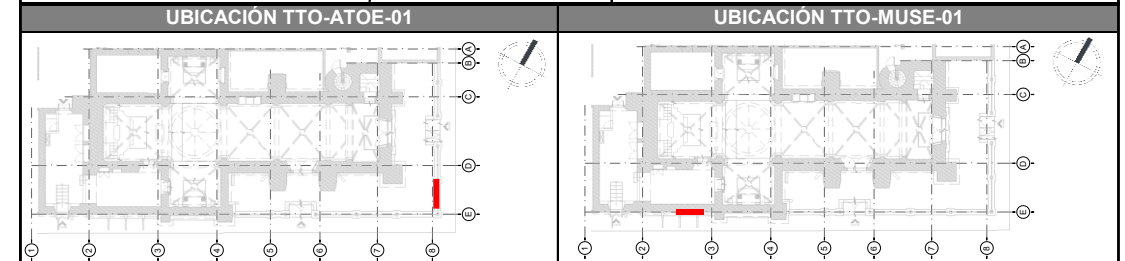 UBICACIÓN TTO-ATOE-01
A
B
C
D
E
1 2 3 4 5 6 7 8
UBICACIÓN TTO-MUSE-01
A
B
C
D
E
1 2 3 4 5 6 7 8